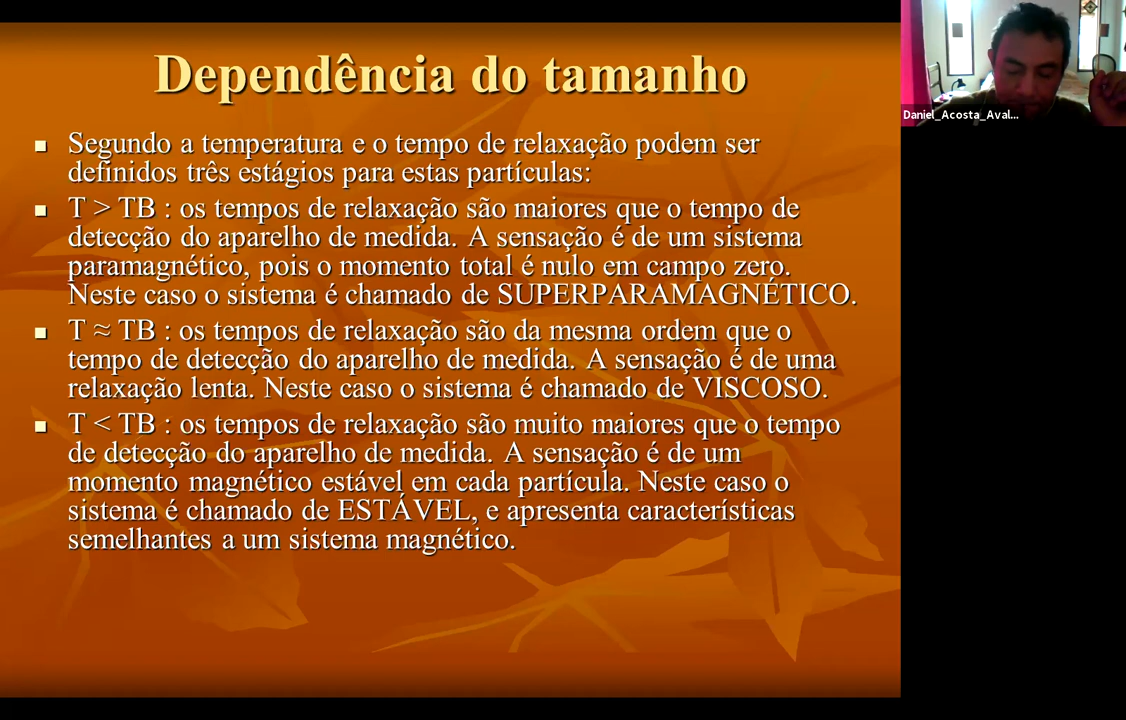 Dependência do tamanho
Segundo a temperatura e o tempo de relaxação podem ser
definidos três estágios para estas partículas:
T > TB : os tempos de relaxação são maiores que o tempo de
detecção do aparelho de medida. A sensação é de um sistema
paramagnético, pois o momento total é nulo em campo zero.
Neste caso o sistema é chamado de SUPERPARAMAGNÉTICO.
T ≈ TB : os tempos de relaxação são da mesma ordem que o
tempo de detecção do aparelho de medida. A sensação é de uma
relaxação lenta. Neste caso o sistema é chamado de VISCOSO.
T < TB : os tempos de relaxação são muito maiores que o tempo
de detecção do aparelho de medida. A sensação é de um
momento magnético estável em cada partícula. Neste caso o
sistema é chamado de ESTÁVEL, e apresenta características
semelhantes a um sistema magnético.
Daniel_Acosta_Aval...